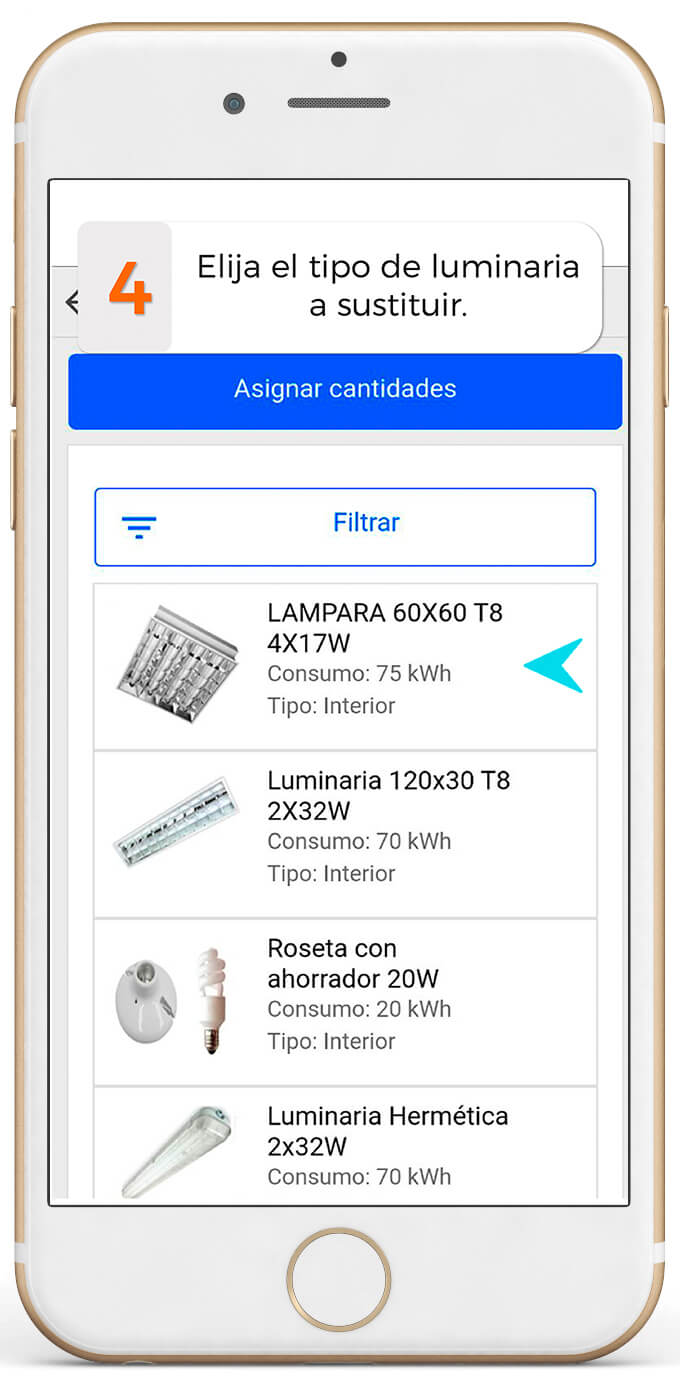 4
Elija el tipo de luminaria
a sustituir.
Asignar cantidades
Filtrar
LAMPARA 60X60 T8
4X17W
Consumo: 75 kWh
Tipo: Interior
Luminaria 120x30 T8
2X32W
Consumo: 70 kWh
Tipo: Interior
Roseta con
ahorrador 20W
Consumo: 20 kWh
Tipo: Interior
Luminaria Hermética
2x32W
Consumo: 70 kWh